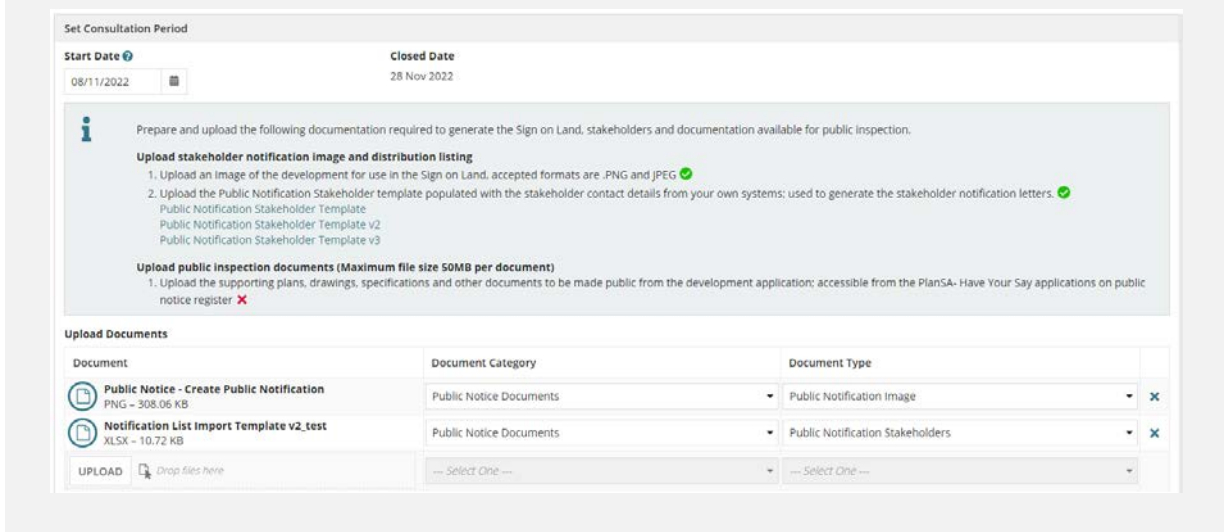 Set Consultation Period
Start Date
Closed Date
08/11/2022
28 Nov 2022
Prepare and upload the following documentation required to generate the Sign on Land, stakeholders and documentation available for public inspection.
Upload stakeholder notification image and distribution listing
1. Upload an image of the development for use in the Sign on Land, accepted formats are .PNG and JPEG
2. Upload the Public Notification Stakeholder template populated with the stakeholder contact details from your own systems; used to generate the stakeholder notification letters.
Public Notification Stakeholder Template
Public Notification Stakeholder Template v2
Public Notification Stakeholder Template v3
Upload public inspection documents (Maximum file size 50MB per document)
1. Upload the supporting plans, drawings, specifications and other documents to be made public from the development application; accessible from the PlanSA- Have Your Say applications on public
notice register
Upload Documents
Document
Document Category
Document Type
Public Notice - Create Public Notification
PNG – 308.06 KB
Public Notice Documents
Public Notification Image
Notification List Import Template v2_test
XLSX – 10.72 KB
Public Notice Documents
Public Notification Stakeholders
UPLOAD
Drop files here
--- Select One ---
--- Select One ---